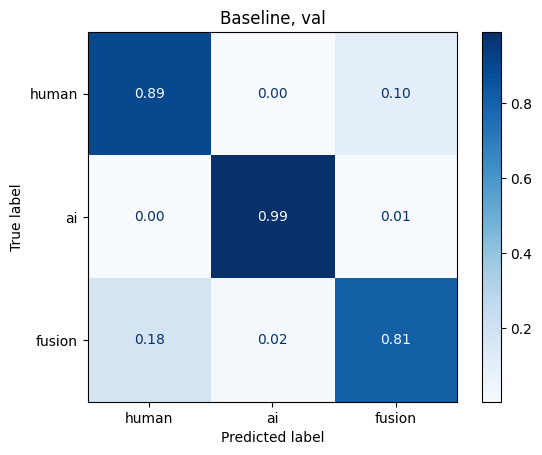 Baseline, val
human 0.89 0.00 0.10
ai 0.00 0.99 0.01
fusion 0.18 0.02 0.81
human ai fusion
Predicted label
True label
0.8
0.6
0.4
0.2